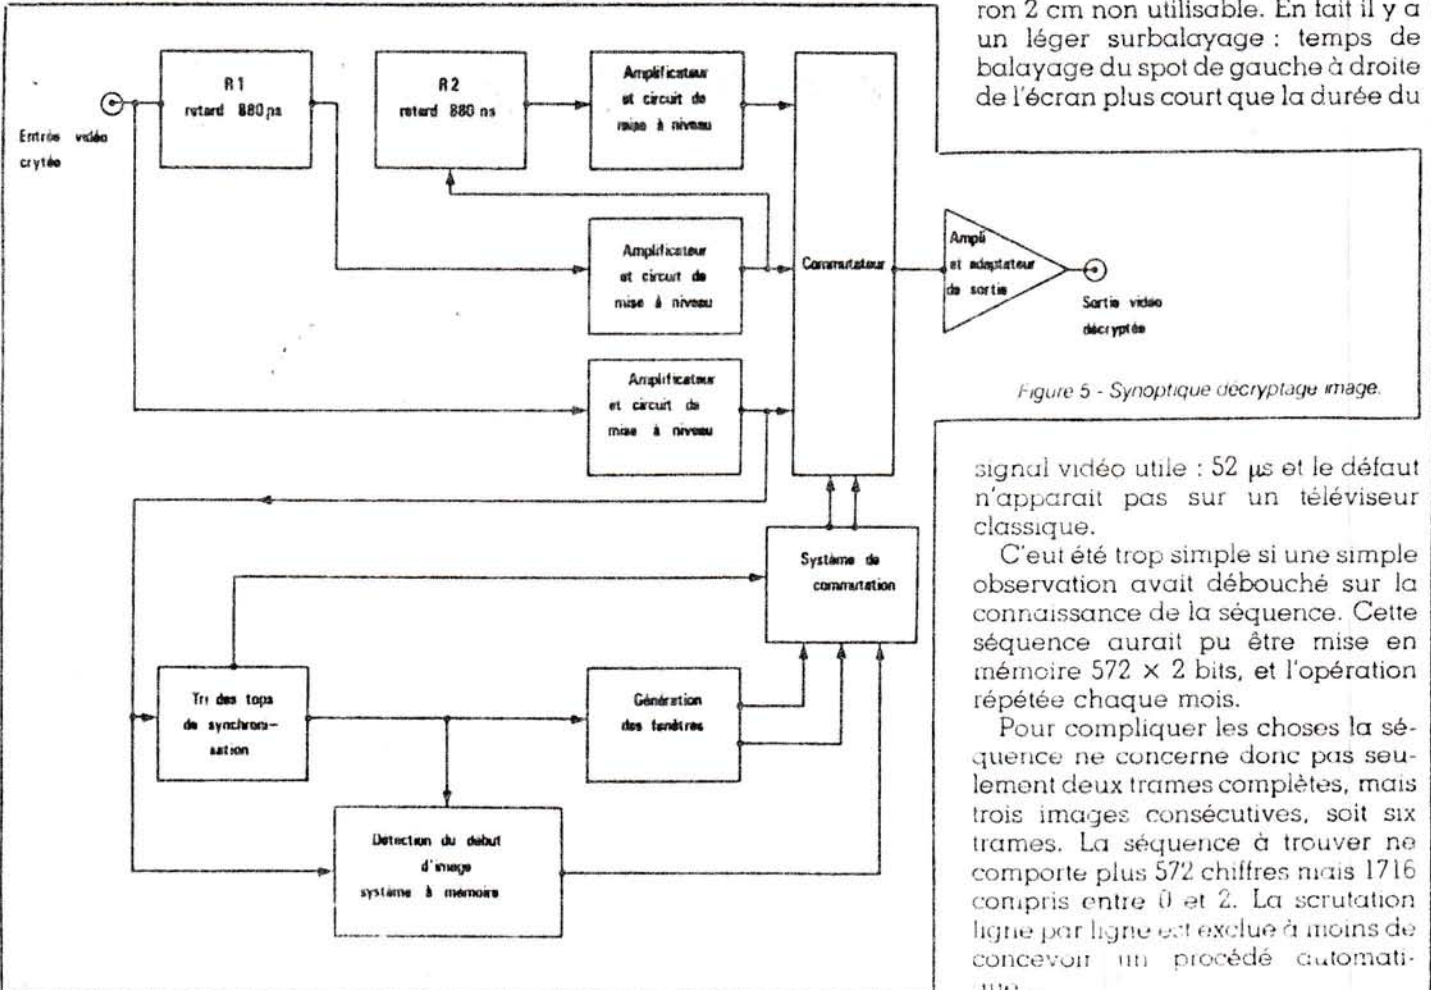 ron 2 cm non utilisable. En fait il y a
un léger surbalayage : temps de
balayage du spot de gauche à droite
de l'écran plus court que la durée du
Entrée vidéo
crytée
R1
retard 880 ns
R2
retard 880 ns
Amplificateur
et circuit de
mise à niveau
Amplificateur
et circuit de
mise à niveau
Amplificateur
et circuit de
mise à niveau
Commutateur
Ampli
et adaptateur
de sortie
Sortie vidéo
décryptée
Figure 5 - Synoptique décryptage image.
Système de
commutation
Tri des tops
de synchroni-
sation
Génération
des fenêtres
Détection du début
d'image
système à mémoire
signal vidéo utile : 52 µs et le défaut
n'apparait pas sur un téléviseur
classique.
C'eut été trop simple si une simple
observation avait débouché sur la
connaissance de la séquence. Cette
séquence aurait pu être mise en
mémoire 572 × 2 bits, et l'opération
répétée chaque mois.
Pour compliquer les choses la sé-
quence ne concerne donc pas seu-
lement deux trames complètes, mais
trois images consécutives, soit six
trames. La séquence à trouver ne
comporte plus 572 chiffres mais 1716
compris entre 0 et 2. La scrutation
ligne par ligne est exclue à moins de
concevoir un procédé automati-